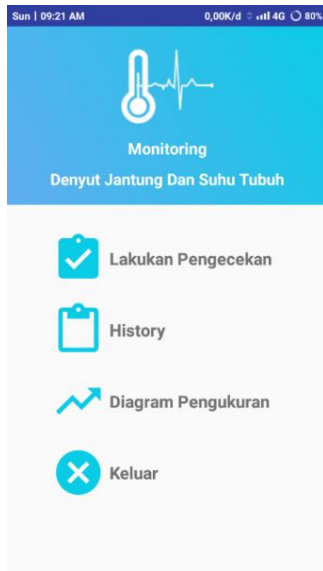 Sun | 09:21 AM 0,00K/d 4G 80%
Monitoring
Denyut Jantung Dan Suhu Tubuh
Lakukan Pengecekan
History
Diagram Pengukuran
Keluar